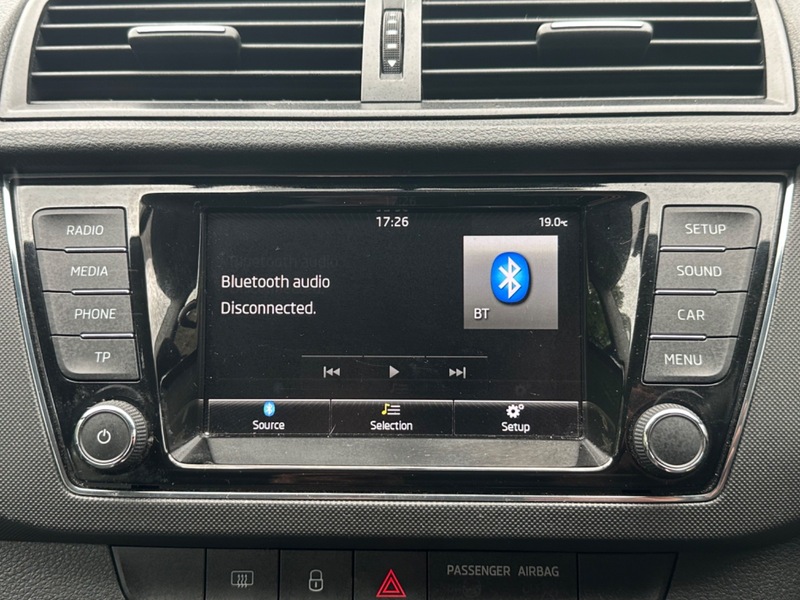 RADIO
MEDIA
PHONE
TP
17:26
19.0°C
Bluetooth audio
Disconnected.
BT
Source
Selection
Setup
SETUP
SOUND
CAR
MENU
PASSENGER AIRBAG